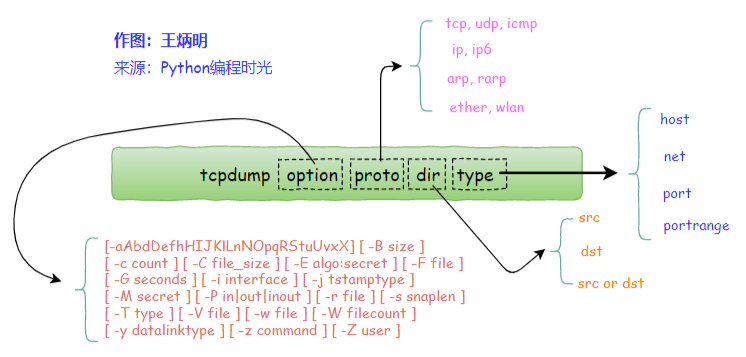 作图：王炳明
来源：Python编程时光
tcp, udp, icmp
ip, ip6
arp, rarp
ether, wlan
tcpdump option proto dir type
host
net
port
portrange
src
dst
src or dst
[-aAbdDefhHIJKlLnNOpqRStuUvxX] [ -B size ]
[ -c count ] [ -C file_size ] [ -E algo:secret ] [ -F file ]
[ -G seconds ] [ -i interface ] [ -j tstamptype ]
[ -M secret ] [ -P in|out|inout ] [ -r file ] [ -s snaplen ]
[ -T type ] [ -V file ] [ -w file ] [ -W filecount ]
[ -y datalinktype ] [ -z command ] [ -Z user ]